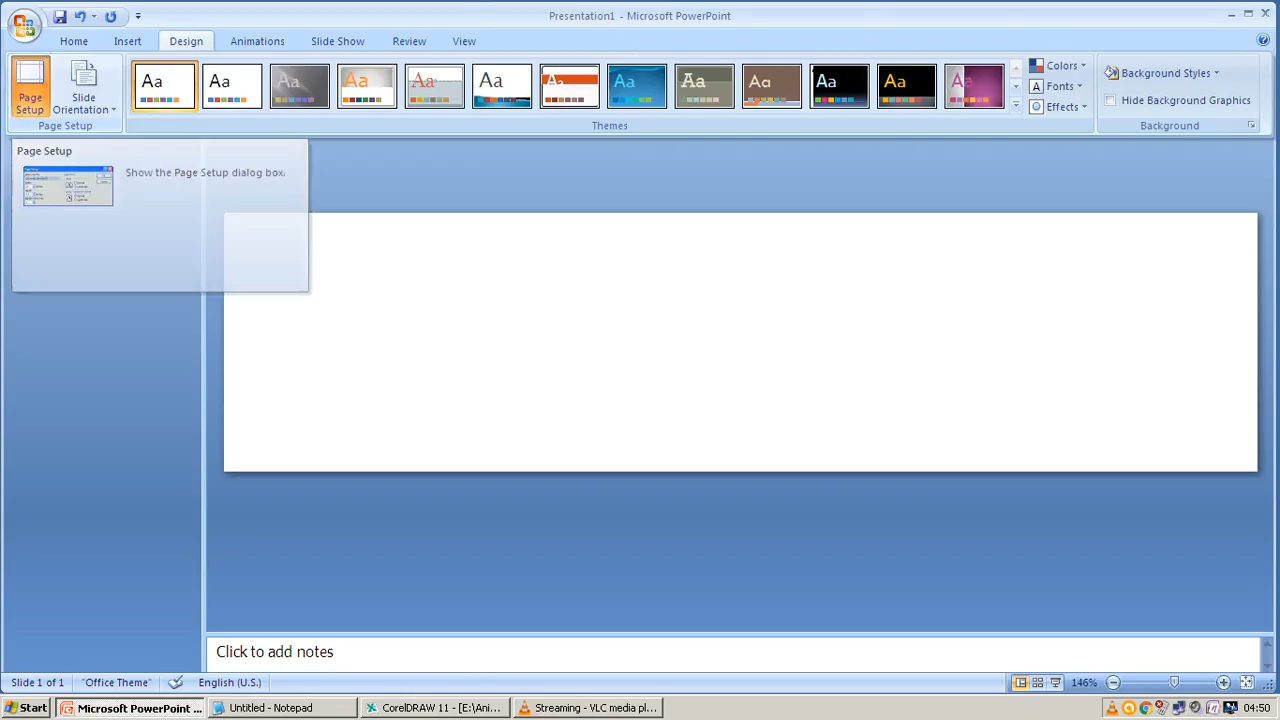 Presentation1 - Microsoft PowerPoint
Home Insert Design Animations Slide Show Review View
Page Setup
Slide Orientation
Page Setup
Aa Aa Aa Aa Aa Aa Aa Aa Aa Aa Aa Aa Aa
Themes
Colors
Fonts
Effects
Background Styles
Hide Background Graphics
Background
Page Setup
Show the Page Setup dialog box.
Click to add notes
Slide 1 of 1 "Office Theme" English (U.S.) 146%
Start Microsoft PowerPoint ... Untitled - Notepad CorelDRAW 11 - [E:\Ani... Streaming - VLC media pl... 04:50